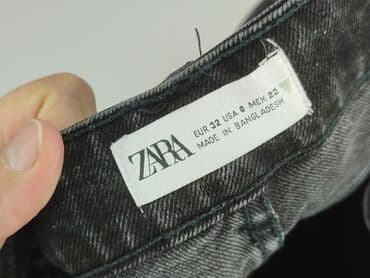 ZARA
EUR 32 USA 0 MEX 22
MADE IN BANGLADESH